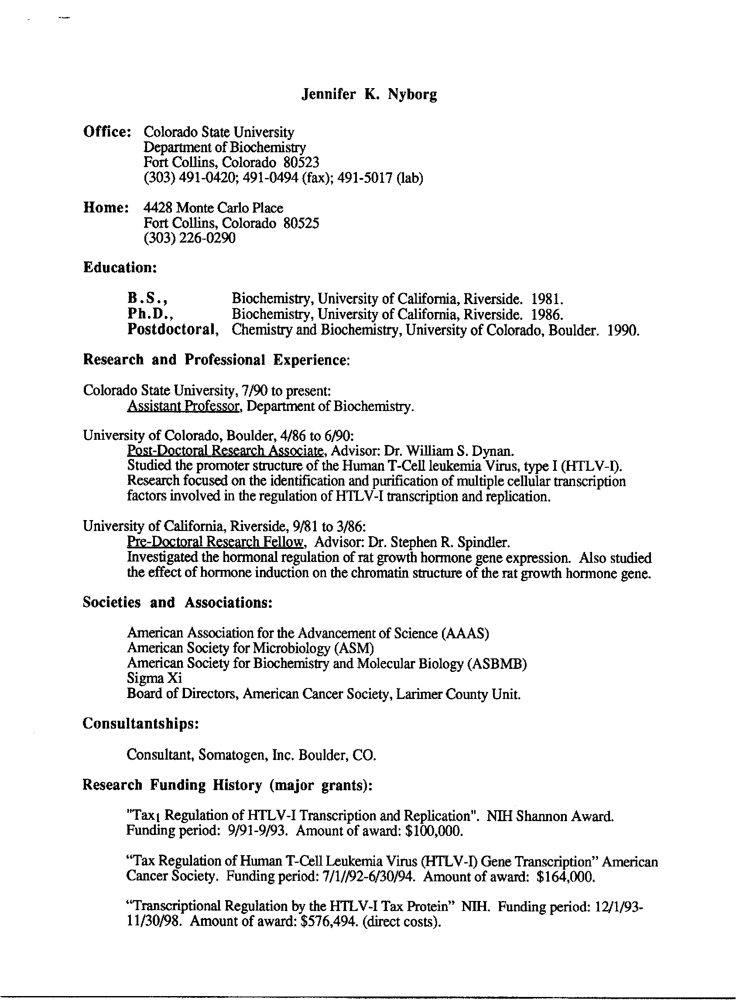 Jennifer K. Nyborg
Office: Colorado State University
Department of Biochemistry
Fort Collins, Colorado 80523
(303) 491-0420; 491-0494 (fax); 491-5017 (lab)
Home: 4428 Monte Carlo Place
Fort Collins, Colorado 80525
(303) 226-0290
Education:
B.S., Biochemistry, University of California, Riverside. 1981.
Ph.D., Biochemistry, University of California, Riverside. 1986.
Postdoctoral, Chemistry and Biochemistry, University of Colorado, Boulder. 1990.
Research and Professional Experience:
Colorado State University, 7/90 to present:
Assistant Professor, Department of Biochemistry.
University of Colorado, Boulder, 4/86 to 6/90:
Post-Doctoral Research Associate, Advisor: Dr. William S. Dynan.
Studied the promoter structure of the Human T-Cell leukemia Virus, type I (HTLV-I).
Research focused on the identification and purification of multiple cellular transcription
factors involved in the regulation of HTLV-I transcription and replication.
University of California, Riverside, 9/81 to 3/86:
Pre-Doctoral Research Fellow, Advisor: Dr. Stephen R. Spindler.
Investigated the hormonal regulation of rat growth hormone gene expression. Also studied
the effect of hormone induction on the chromatin structure of the rat growth hormone gene.
Societies and Associations:
American Association for the Advancement of Science (AAAS)
American Society for Microbiology (ASM)
American Society for Biochemistry and Molecular Biology (ASBMB)
Sigma Xi
Board of Directors, American Cancer Society, Larimer County Unit.
Consultantships:
Consultant, Somatogen, Inc. Boulder, CO.
Research Funding History (major grants):
"Tax₁ Regulation of HTLV-I Transcription and Replication". NIH Shannon Award.
Funding period: 9/91-9/93. Amount of award: $100,000.
“Tax Regulation of Human T-Cell Leukemia Virus (HTLV-I) Gene Transcription” American
Cancer Society. Funding period: 7/1//92-6/30/94. Amount of award: $164,000.
“Transcriptional Regulation by the HTLV-I Tax Protein” NIH. Funding period: 12/1/93-
11/30/98. Amount of award: $576,494. (direct costs).